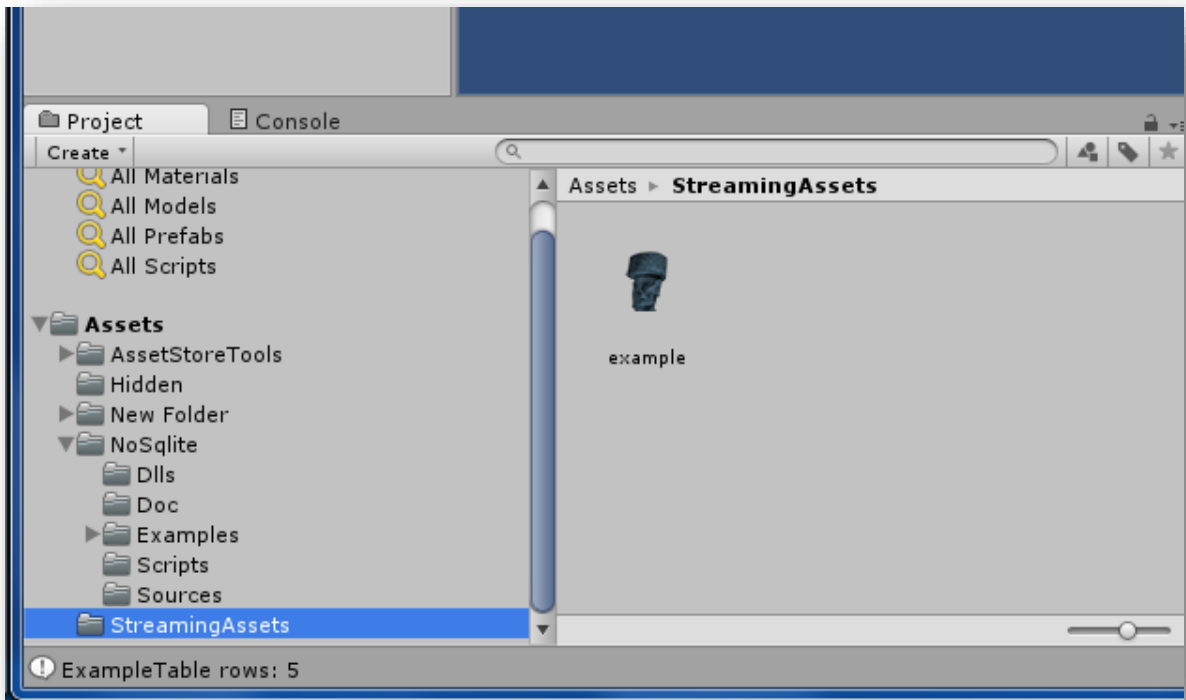 Project
Console
Create
All Materials
All Models
All Prefabs
All Scripts
Assets
AssetStoreTools
Hidden
New Folder
NoSqlite
Dlls
Doc
Examples
Scripts
Sources
StreamingAssets
Assets ▸ StreamingAssets
example
ExampleTable rows: 5